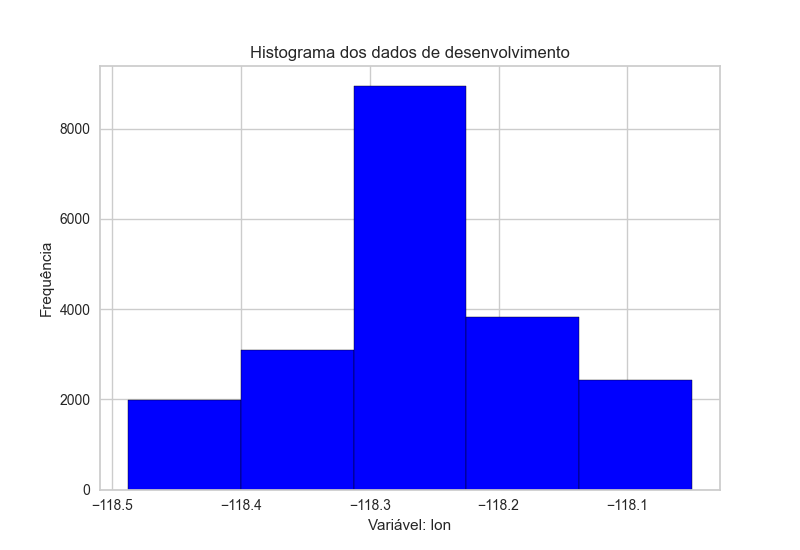 Histograma dos dados de desenvolvimento
8000
6000
4000
2000
0
−118.5 −118.4 −118.3 −118.2 −118.1
Frequência
Variável: lon